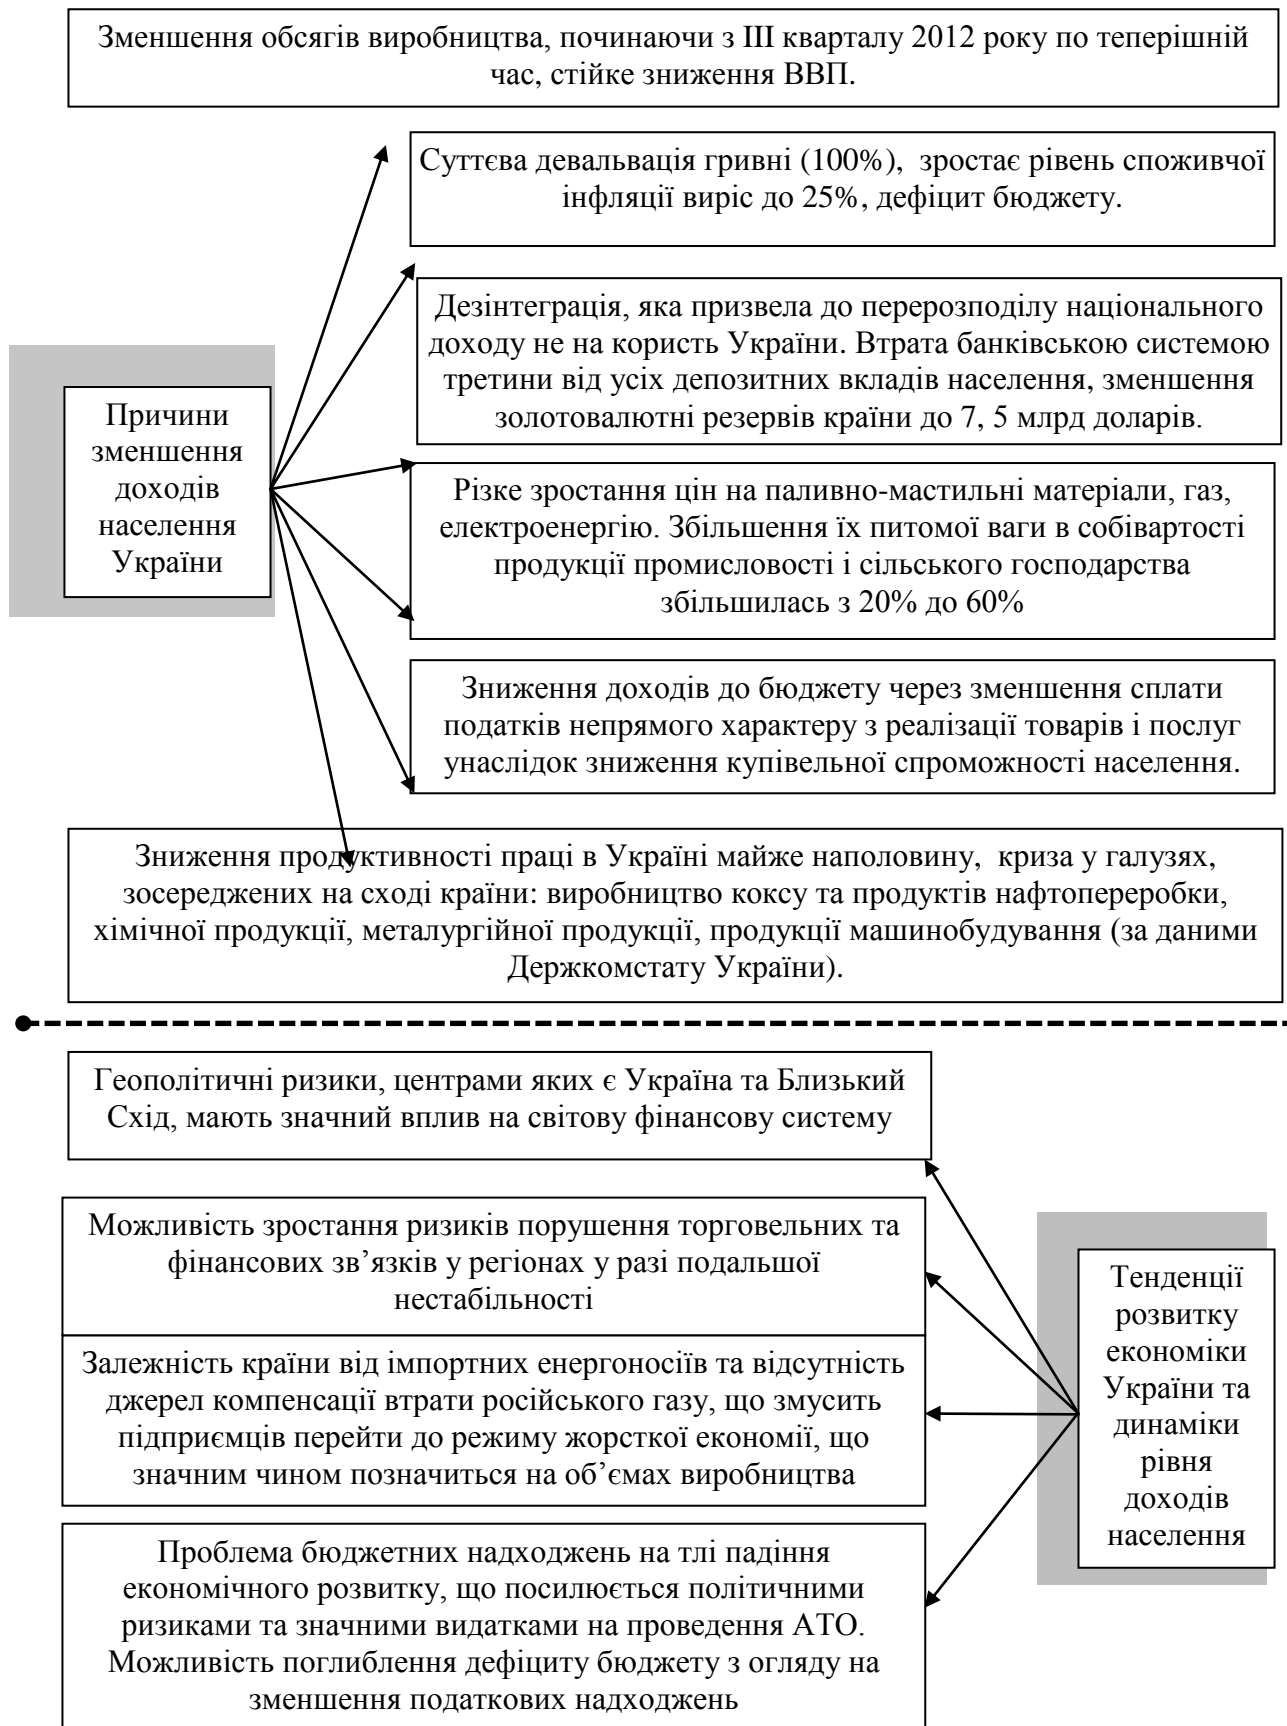 Зменшення обсягів виробництва, починаючи з III кварталу 2012 року по теперішній
час, стійке зниження ВВП.
Суттєва девальвація гривні (100%),  зростає рівень споживчої
інфляції виріс до 25%, дефіцит бюджету.
Дезінтеграція, яка призвела до перерозподілу національного
доходу не на користь України. Втрата банківською системою
третини від усіх депозитних вкладів населення, зменшення
золотовалютні резервів країни до 7, 5 млрд доларів.
Причини
зменшення
доходів
населення
України
Різке зростання цін на паливно-мастильні матеріали, газ,
електроенергію. Збільшення їх питомої ваги в собівартості
продукції промисловості і сільського господарства
збільшилась з 20% до 60%
Зниження доходів до бюджету через зменшення сплати
податків непрямого характеру з реалізації товарів і послуг
унаслідок зниження купівельної спроможності населення.
Зниження продуктивності праці в Україні майже наполовину,  криза у галузях,
зосереджених на сході країни: виробництво коксу та продуктів нафтопереробки,
хімічної продукції, металургійної продукції, продукції машинобудування (за даними
Держкомстату України).
Геополітичні ризики, центрами яких є Україна та Близький
Схід, мають значний вплив на світову фінансову систему
Можливість зростання ризиків порушення торговельних та
фінансових зв’язків у регіонах у разі подальшої
нестабільності
Залежність країни від імпортних енергоносіїв та відсутність
джерел компенсації втрати російського газу, що змусить
підприємців перейти до режиму жорсткої економії, що
значним чином позначиться на об’ємах виробництва
Тенденції
розвитку
економіки
України та
динаміки
рівня
доходів
населення
Проблема бюджетних надходжень на тлі падіння
економічного розвитку, що посилюється політичними
ризиками та значними видатками на проведення АТО.
Можливість поглиблення дефіциту бюджету з огляду на
зменшення податкових надходжень